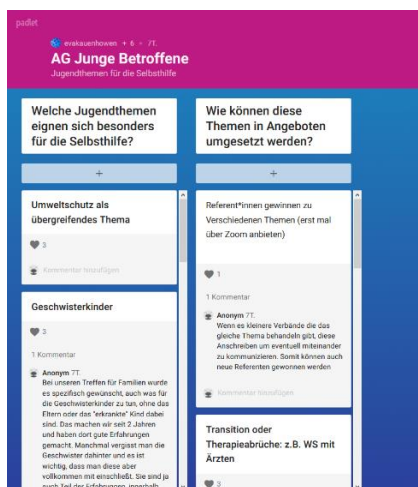 padlet
evakauenhowen + 6 • 7T.
AG Junge Betroffene
Jugendthemen für die Selbsthilfe
Welche Jugendthemen
eignen sich besonders
für die Selbsthilfe?
+
Umweltschutz als
übergreifendes Thema
3
Kommentar hinzufügen
Geschwisterkinder
3
1 Kommentar
Anonym 7T.
Bei unseren Treffen für Familien wurde
es spezifisch gewünscht, auch was für
die Geschwisterkinder zu tun, ohne das
Eltern oder das "erkrankte" Kind dabei
sind. Das machen wir seit 2 Jahren
und haben dort gute Erfahrungen
gemacht. Manchmal vergisst man die
Geschwister dahinter und es ist
wichtig, dass man diese aber
vollkommen mit einschließt. Sie sind ja
auch Teil der Erfahrungen, innerhalb
Wie können diese
Themen in Angeboten
umgesetzt werden?
+
Referent*innen gewinnen zu
Verschiedenen Themen (erst mal
über Zoom anbieten)
1
1 Kommentar
Anonym 7T.
Wenn es kleinere Verbände die das
gleiche Thema behandeln gibt, diese
Anschreiben um eventuell miteinander
zu kommunizieren. Somit können auch
neue Referenten gewonnen werden
Kommentar hinzufügen
Transition oder
Therapieabrüche: z.B. WS mit
Ärzten
3